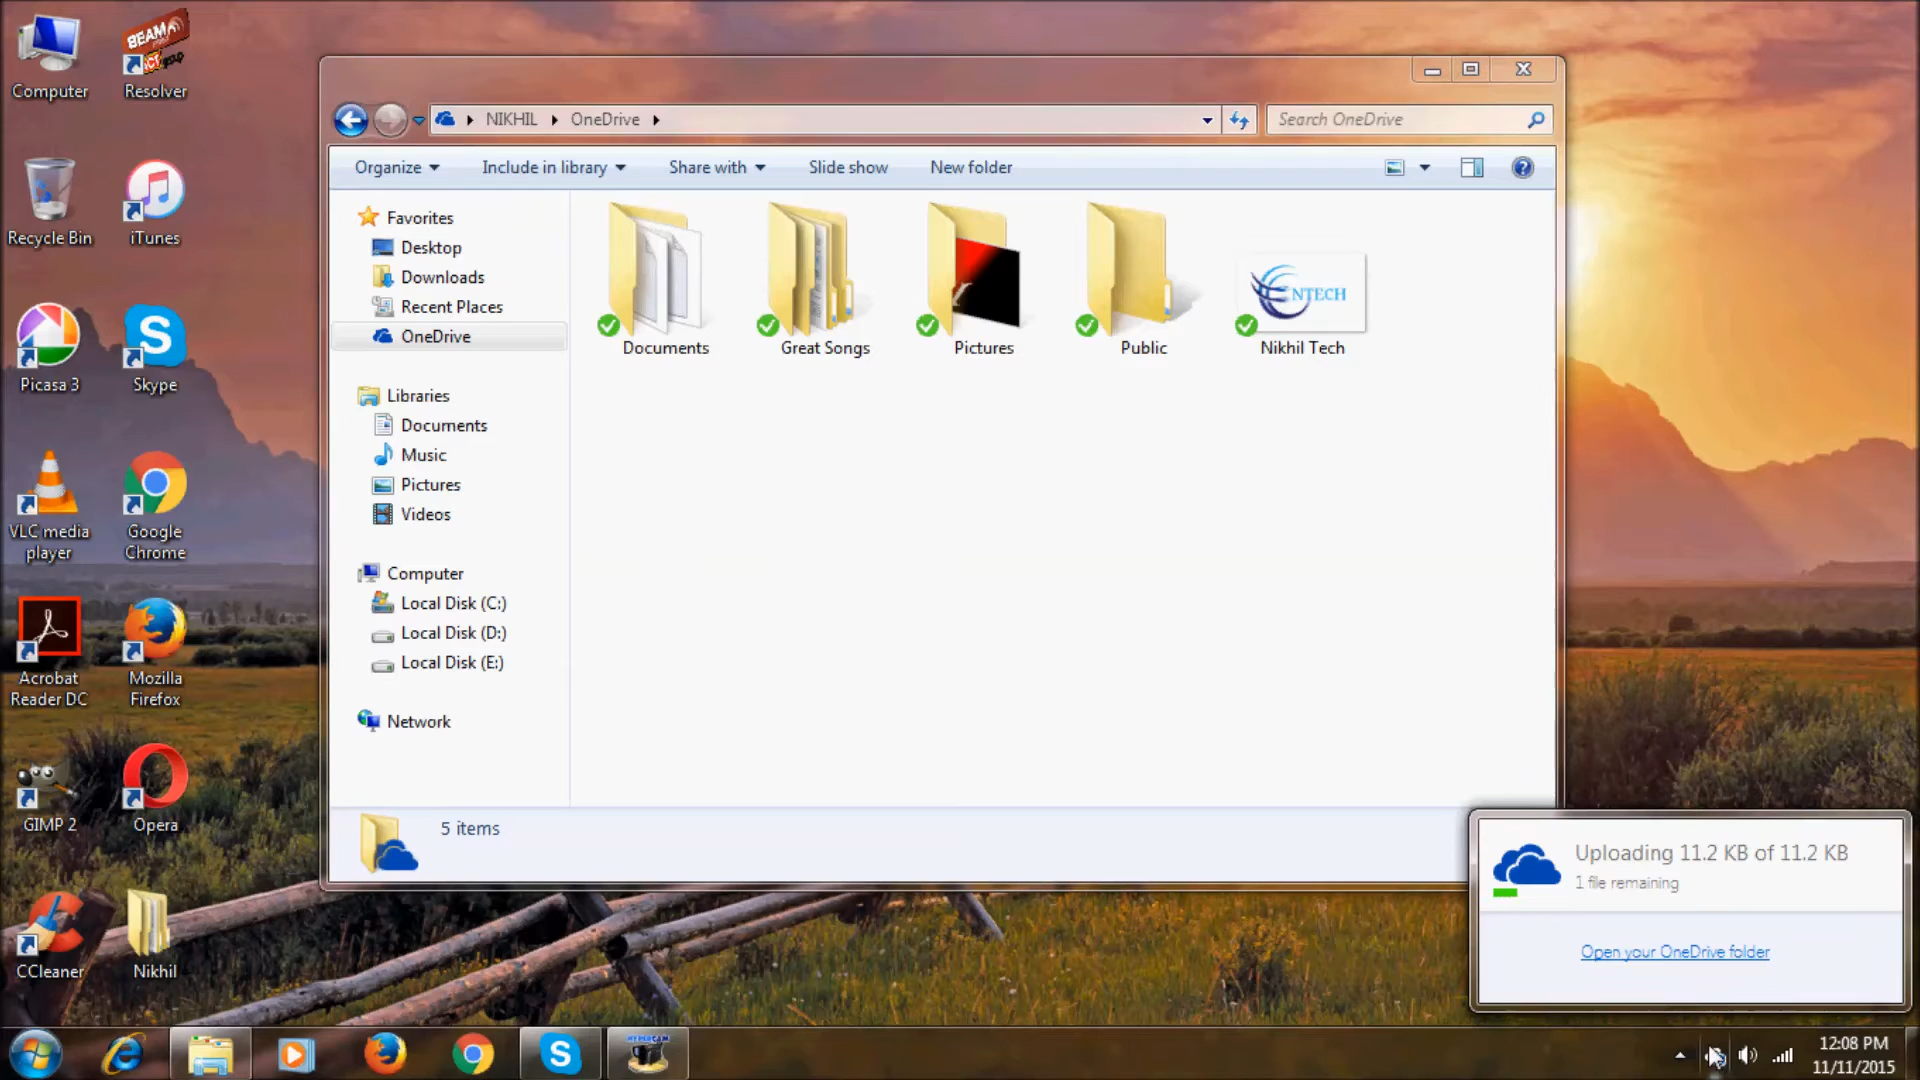 Computer
Resolver
BEAM
ACT
Recycle Bin
iTunes
Picasa 3
Skype
VLC media
player
Google
Chrome
Acrobat
Reader DC
Mozilla
Firefox
GIMP 2
Opera
CCleaner
Nikhil
NIKHIL
OneDrive
Search OneDrive
Organize
Include in library
Share with
Slide show
New folder
Favorites
Desktop
Downloads
Recent Places
OneDrive
Libraries
Documents
Music
Pictures
Videos
Computer
Local Disk (C:)
Local Disk (D:)
Local Disk (E:)
Network
NTECH
Documents
Great Songs
Pictures
Public
Nikhil Tech
5 items
Uploading 11.2 KB of 11.2 KB
1 file remaining
Open your OneDrive folder
HYPERCAM
12:08 PM
11/11/2015